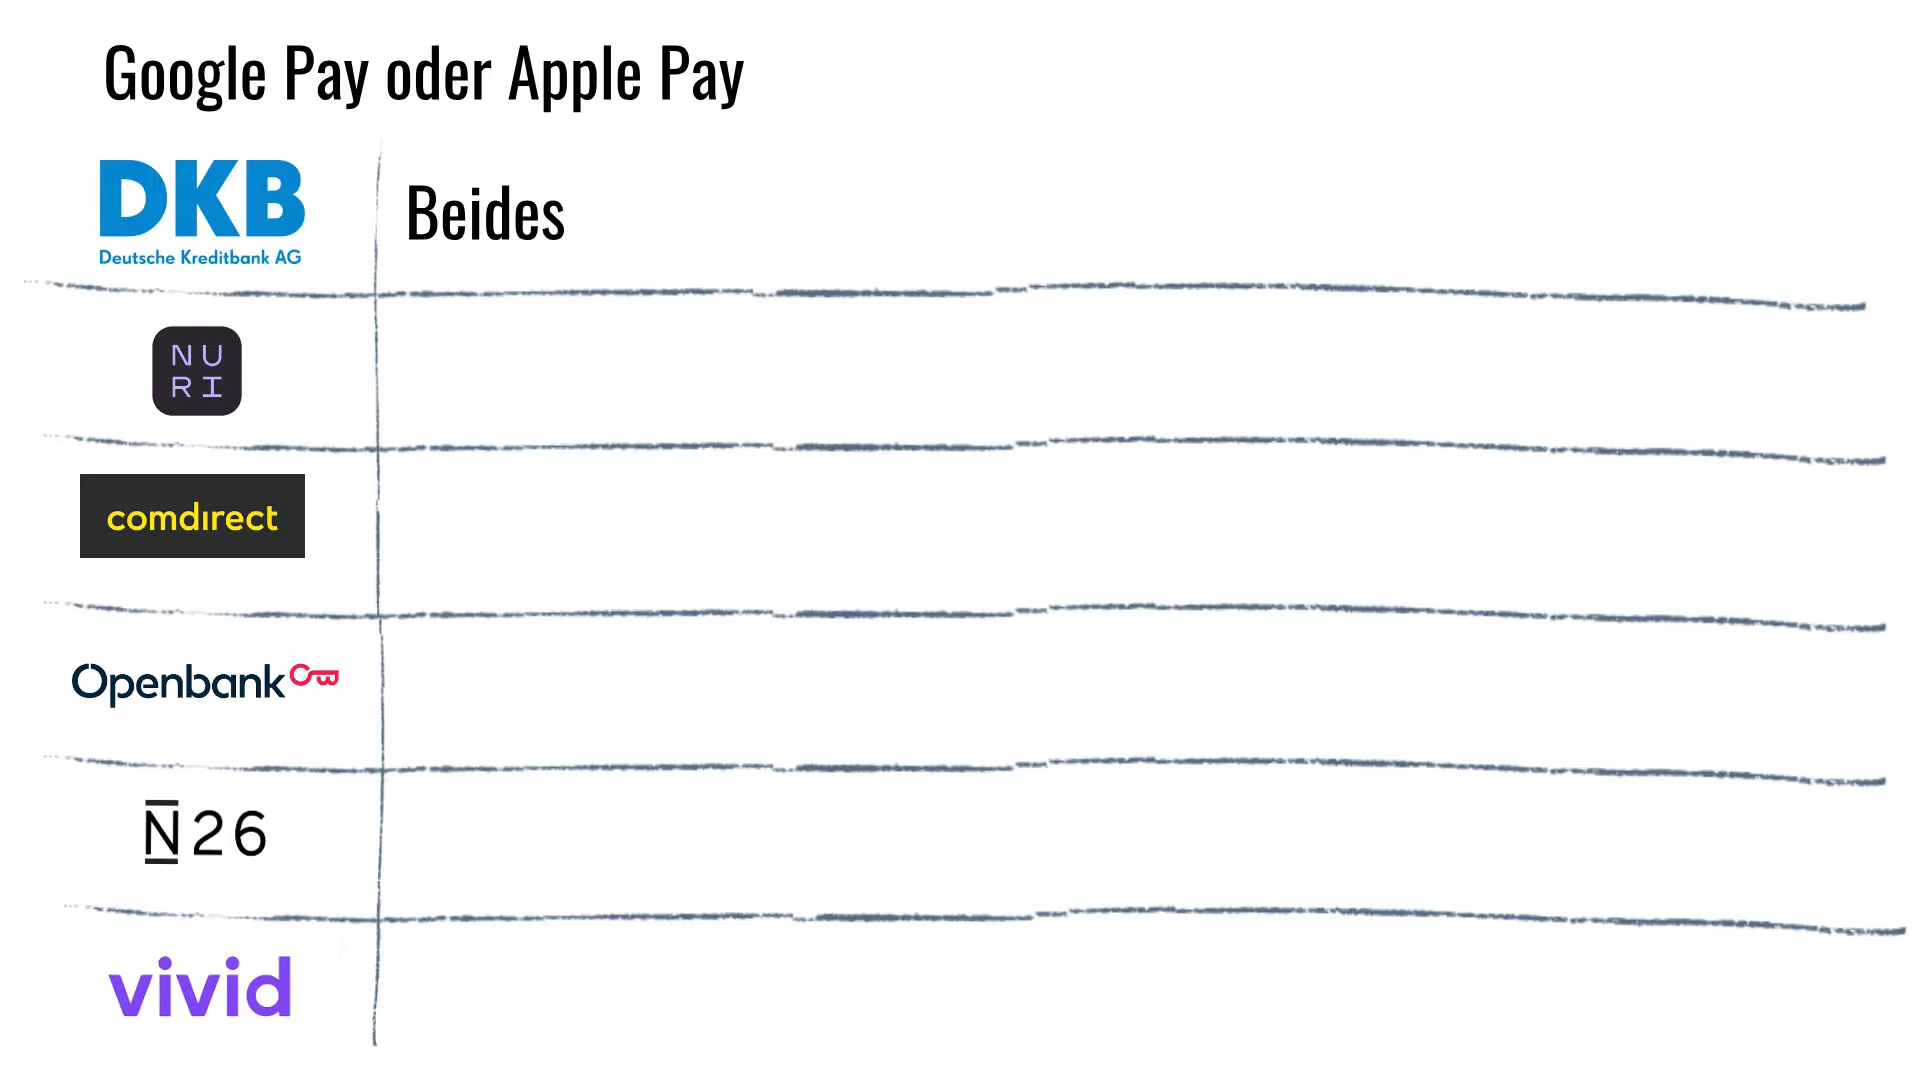 Google Pay oder Apple Pay
DKB
Deutsche Kreditbank AG
Beides
NU
RI
comdirect
Openbank
N26
vivid